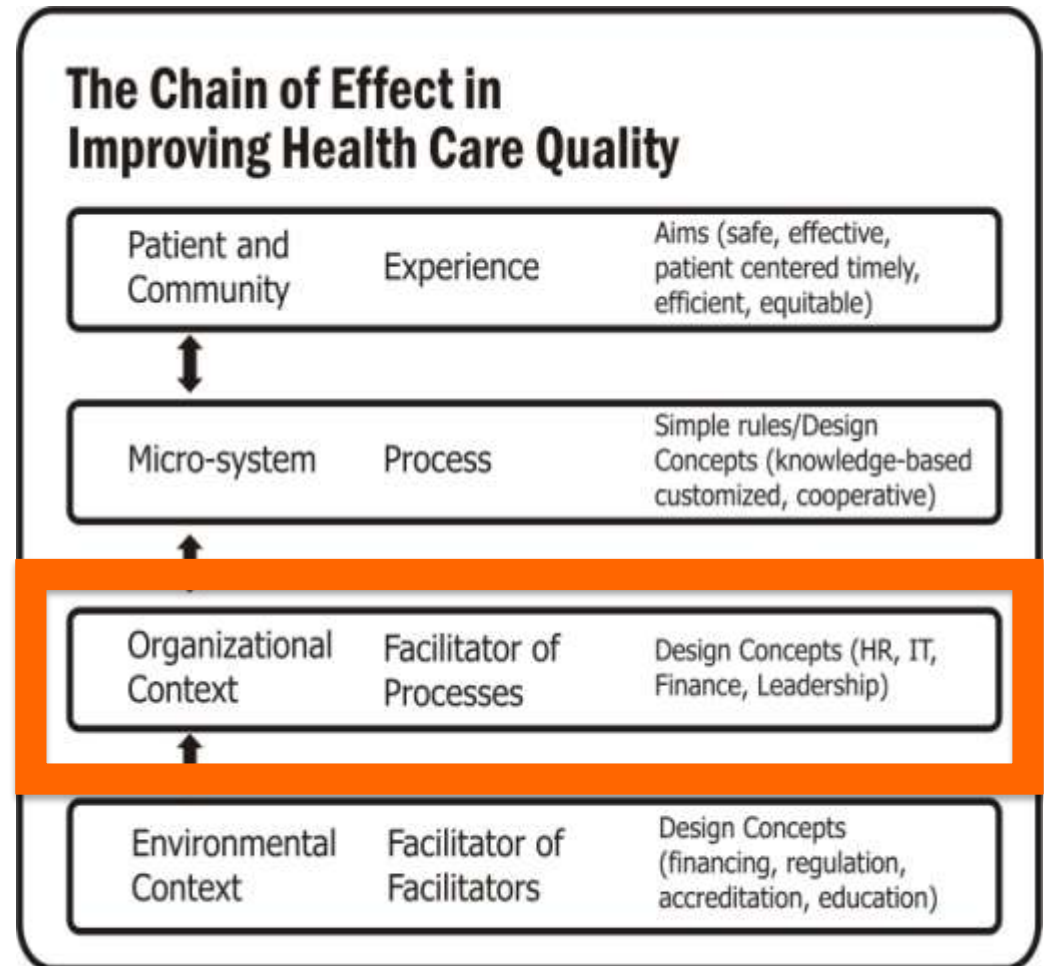 The Chain of Effect in
Improving Health Care Quality
Patient and
Community
Experience
Aims (safe, effective,
patient centered timely,
efficient, equitable)
Micro-system
Process
Simple rules/Design
Concepts (knowledge-based
customized, cooperative)
Organizational
Context
Facilitator of
Processes
Design Concepts (HR, IT,
Finance, Leadership)
Environmental
Context
Facilitator of
Facilitators
Design Concepts
(financing, regulation,
accreditation, education)